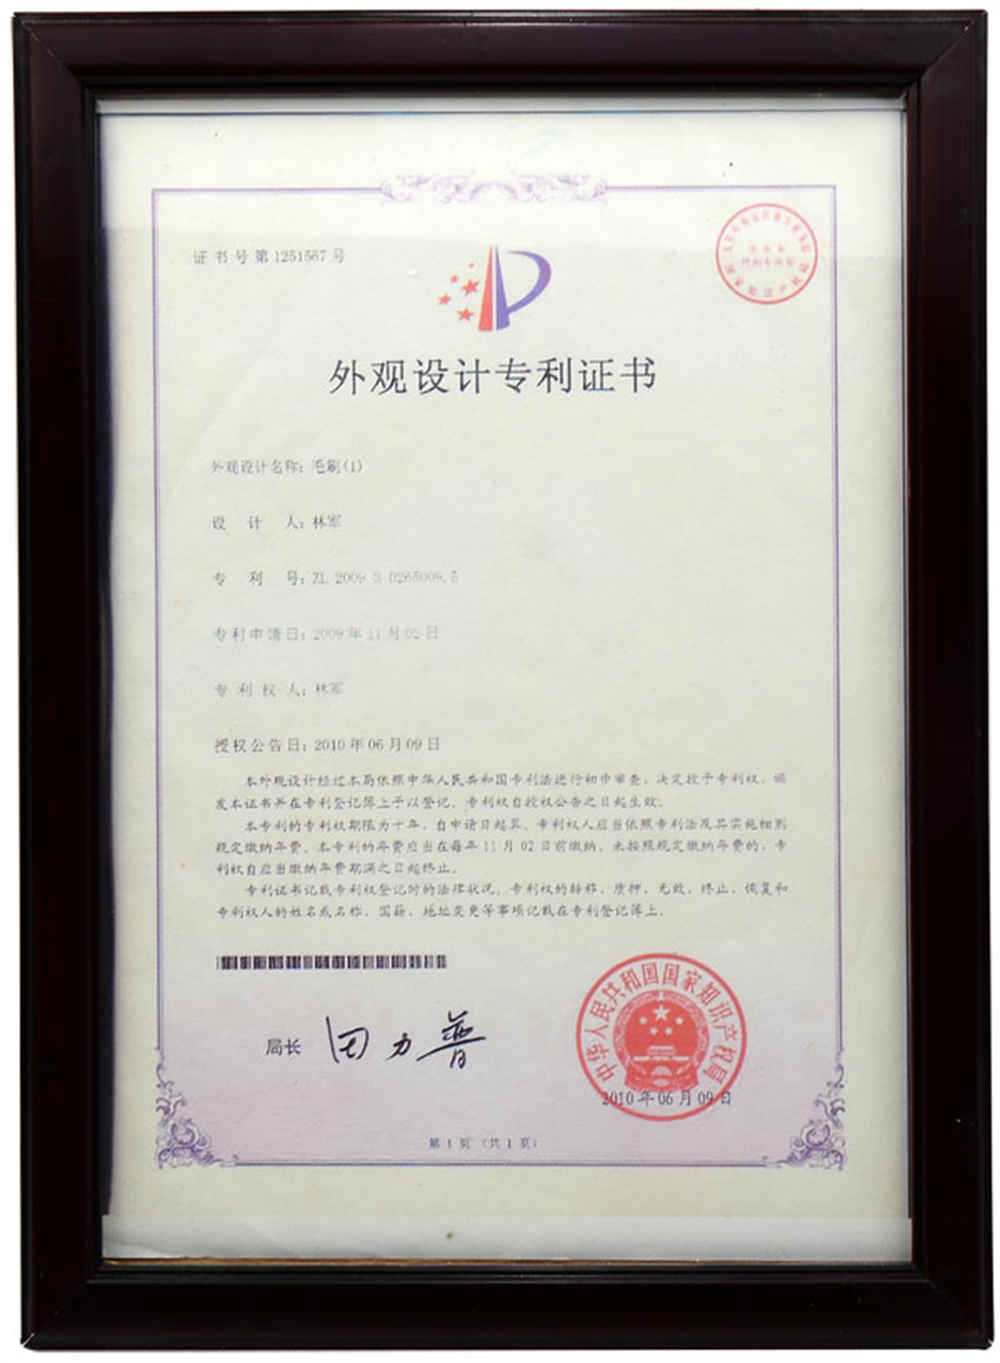 证书号第1251567号
外观设计专利证书
外观设计名称：毛刷(1)
设 计 人：林军
专 利 号：ZL 2009 3 0265009.5
专利申请日：2009年11月02日
专 利 权 人：林军
授权公告日：2010年06月09日
本外观设计经过本局依照中华人民共和国专利法进行初步审查，决定授予专利权，颁
发本证书并在专利登记簿上予以登记。专利权自授权公告之日起生效。
本专利的专利权期限为十年，自申请日起算。专利权人应当依照专利法及其实施细则
规定缴纳年费。本专利的年费应当在每年11月02日前缴纳。未按照规定缴纳年费的，专
利权自应当缴纳年费期满之日起终止。
专利证书记载专利权登记时的法律状况。专利权的转移、质押、无效、终止、恢复和
专利权人的姓名或名称、国籍、地址变更等事项记载在专利登记簿上。
局长 田力普
中华人民共和国国家知识产权局
2010年06月09日
第1页（共1页）